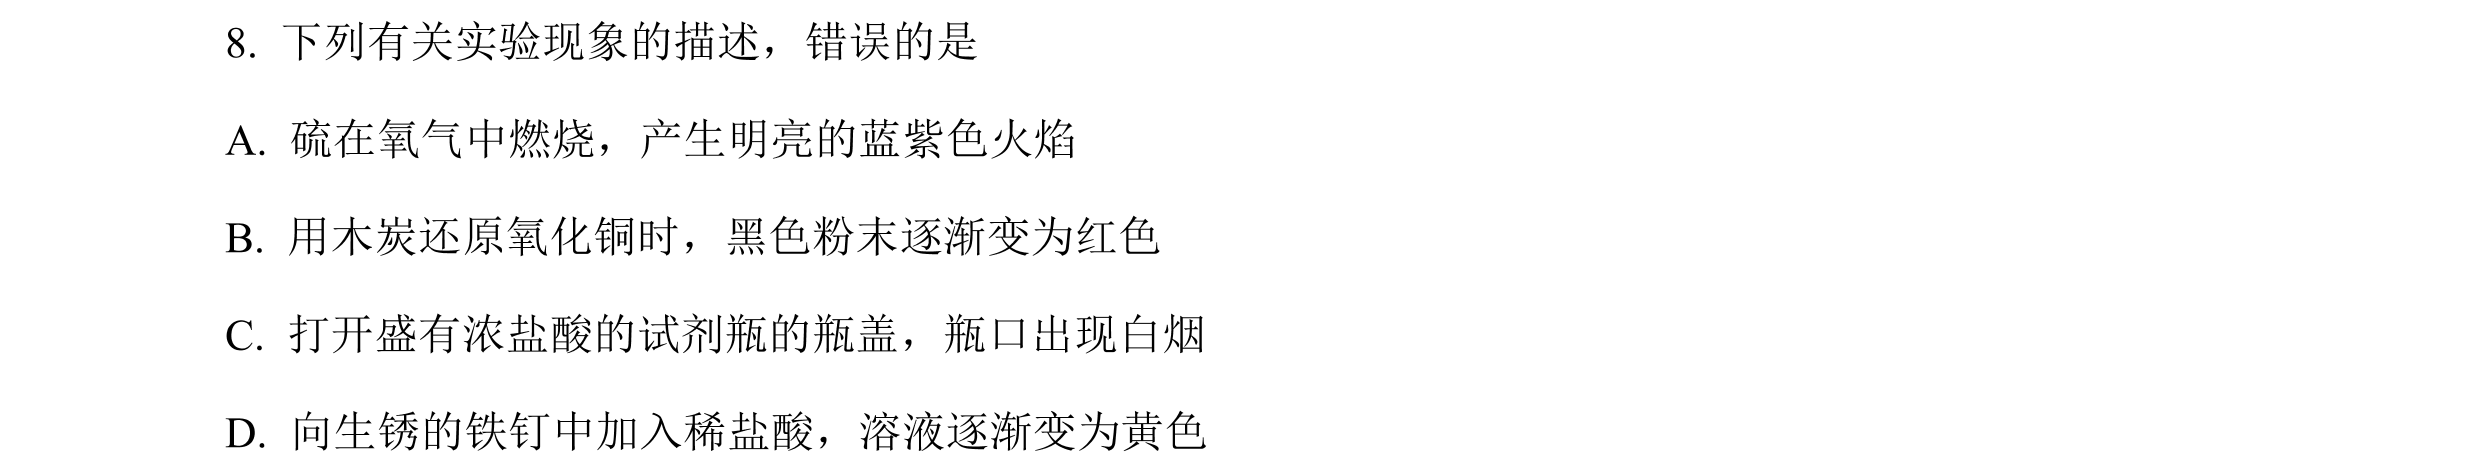 8. 下列有关实验现象的描述，错误的是
A. 硫在氧气中燃烧，产生明亮的蓝紫色火焰
B. 用木炭还原氧化铜时，黑色粉末逐渐变为红色
C. 打开盛有浓盐酸的试剂瓶的瓶盖，瓶口出现白烟
D. 向生锈的铁钉中加入稀盐酸，溶液逐渐变为黄色